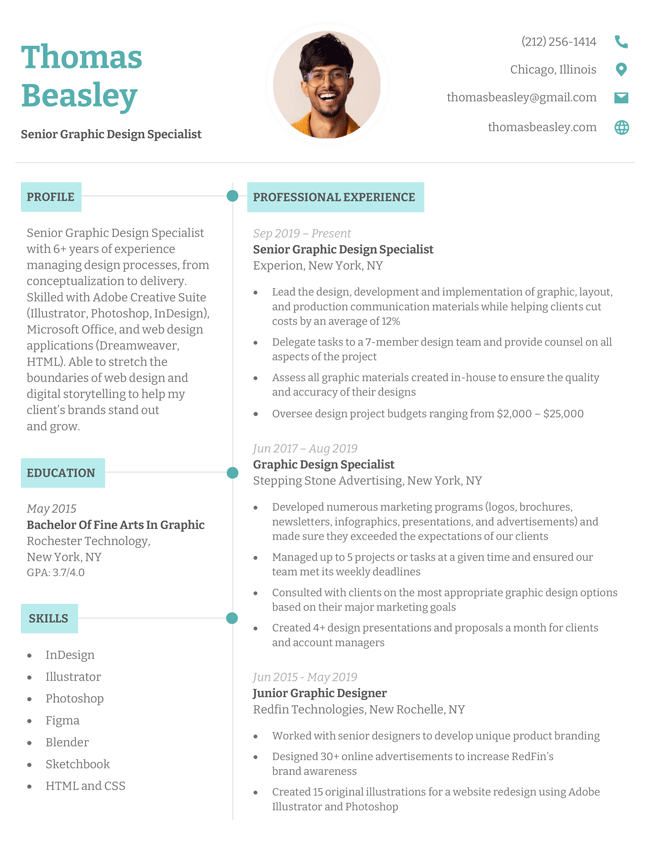 Thomas
Beasley
Senior Graphic Design Specialist
(212) 256-1414
Chicago, Illinois
thomasbeasley@gmail.com
thomasbeasley.com
PROFILE
Senior Graphic Design Specialist
with 6+ years of experience
managing design processes, from
conceptualization to delivery.
Skilled with Adobe Creative Suite
(Illustrator, Photoshop, InDesign),
Microsoft Office, and web design
applications (Dreamweaver,
HTML). Able to stretch the
boundaries of web design and
digital storytelling to help my
client's brands stand out
and grow.
EDUCATION
May 2015
Bachelor Of Fine Arts In Graphic
Rochester Technology,
New York, NY
GPA: 3.7/4.0
SKILLS
• InDesign
• Illustrator
• Photoshop
• Figma
• Blender
• Sketchbook
• HTML and CSS
PROFESSIONAL EXPERIENCE
Sep 2019 – Present
Senior Graphic Design Specialist
Experion, New York, NY
• Lead the design, development and implementation of graphic, layout,
and production communication materials while helping clients cut
costs by an average of 12%
• Delegate tasks to a 7-member design team and provide counsel on all
aspects of the project
• Assess all graphic materials created in-house to ensure the quality
and accuracy of their designs
• Oversee design project budgets ranging from $2,000 – $25,000
Jun 2017 – Aug 2019
Graphic Design Specialist
Stepping Stone Advertising, New York, NY
• Developed numerous marketing programs (logos, brochures,
newsletters, infographics, presentations, and advertisements) and
made sure they exceeded the expectations of our clients
• Managed up to 5 projects or tasks at a given time and ensured our
team met its weekly deadlines
• Consulted with clients on the most appropriate graphic design options
based on their major marketing goals
• Created 4+ design presentations and proposals a month for clients
and account managers
Jun 2015 - May 2019
Junior Graphic Designer
Redfin Technologies, New Rochelle, NY
• Worked with senior designers to develop unique product branding
• Designed 30+ online advertisements to increase RedFin's
brand awareness
• Created 15 original illustrations for a website redesign using Adobe
Illustrator and Photoshop